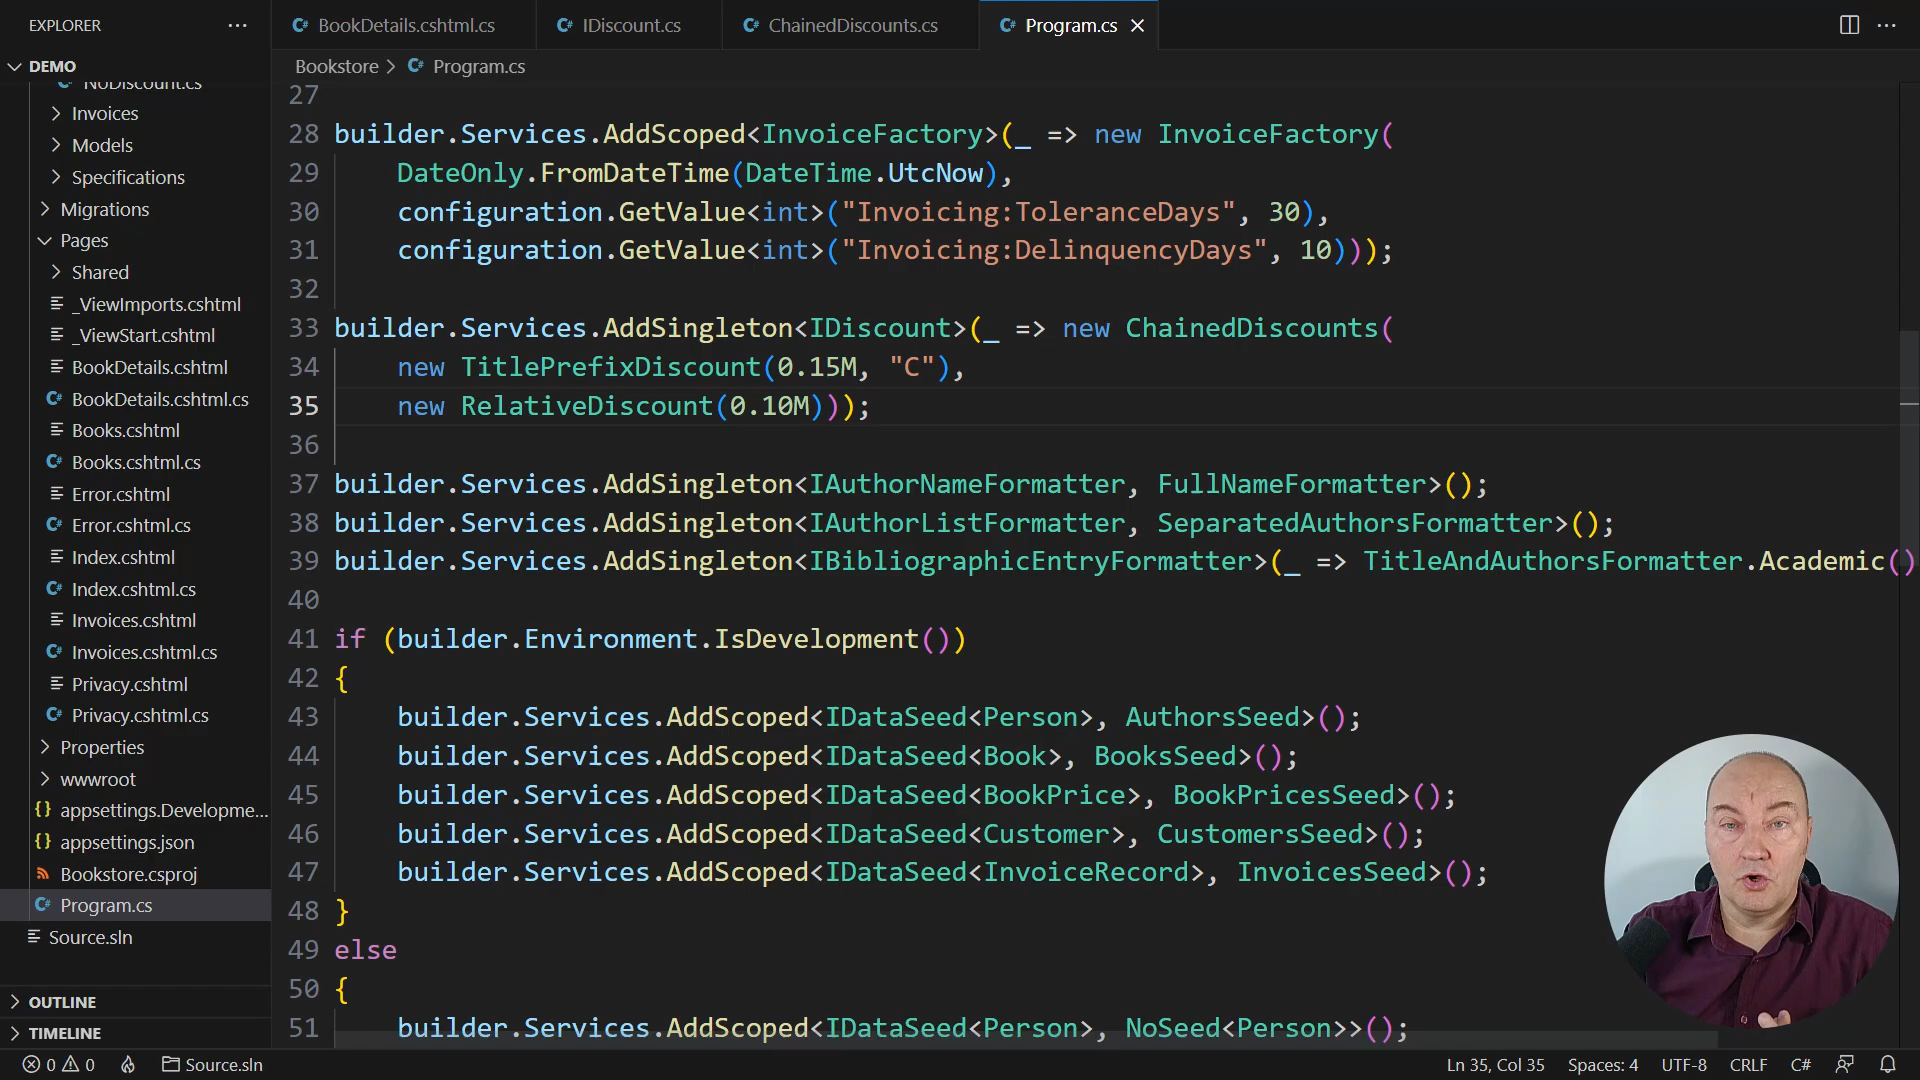 EXPLORER
BookDetails.cshtml.cs
IDiscount.cs
ChainedDiscounts.cs
Program.cs
DEMO
Bookstore > Program.cs
NoDiscount.cs
Invoices
Models
Specifications
Migrations
Pages
Shared
_ViewImports.cshtml
_ViewStart.cshtml
BookDetails.cshtml
BookDetails.cshtml.cs
Books.cshtml
Books.cshtml.cs
Error.cshtml
Error.cshtml.cs
Index.cshtml
Index.cshtml.cs
Invoices.cshtml
Invoices.cshtml.cs
Privacy.cshtml
Privacy.cshtml.cs
Properties
wwwroot
appsettings.Developme...
appsettings.json
Bookstore.csproj
Program.cs
Source.sln
OUTLINE
TIMELINE
27
28 builder.Services.AddScoped<InvoiceFactory>(_ => new InvoiceFactory(
29 DateOnly.FromDateTime(DateTime.UtcNow),
30 configuration.GetValue<int>("Invoicing:ToleranceDays", 30),
31 configuration.GetValue<int>("Invoicing:DelinquencyDays", 10)));
32
33 builder.Services.AddSingleton<IDiscount>(_ => new ChainedDiscounts(
34 new TitlePrefixDiscount(0.15M, "C"),
35 new RelativeDiscount(0.10M)));
36
37 builder.Services.AddSingleton<IAuthorNameFormatter, FullNameFormatter>();
38 builder.Services.AddSingleton<IAuthorListFormatter, SeparatedAuthorsFormatter>();
39 builder.Services.AddSingleton<IBibliographicEntryFormatter>(_ => TitleAndAuthorsFormatter.Academic()
40
41 if (builder.Environment.IsDevelopment())
42 {
43 builder.Services.AddScoped<IDataSeed<Person>, AuthorsSeed>();
44 builder.Services.AddScoped<IDataSeed<Book>, BooksSeed>();
45 builder.Services.AddScoped<IDataSeed<BookPrice>, BookPricesSeed>();
46 builder.Services.AddScoped<IDataSeed<Customer>, CustomersSeed>();
47 builder.Services.AddScoped<IDataSeed<InvoiceRecord>, InvoicesSeed>();
48 }
49 else
50 {
51 builder.Services.AddScoped<IDataSeed<Person>, NoSeed<Person>>();
0 0 Source.sln
Ln 35, Col 35 Spaces: 4 UTF-8 CRLF C#